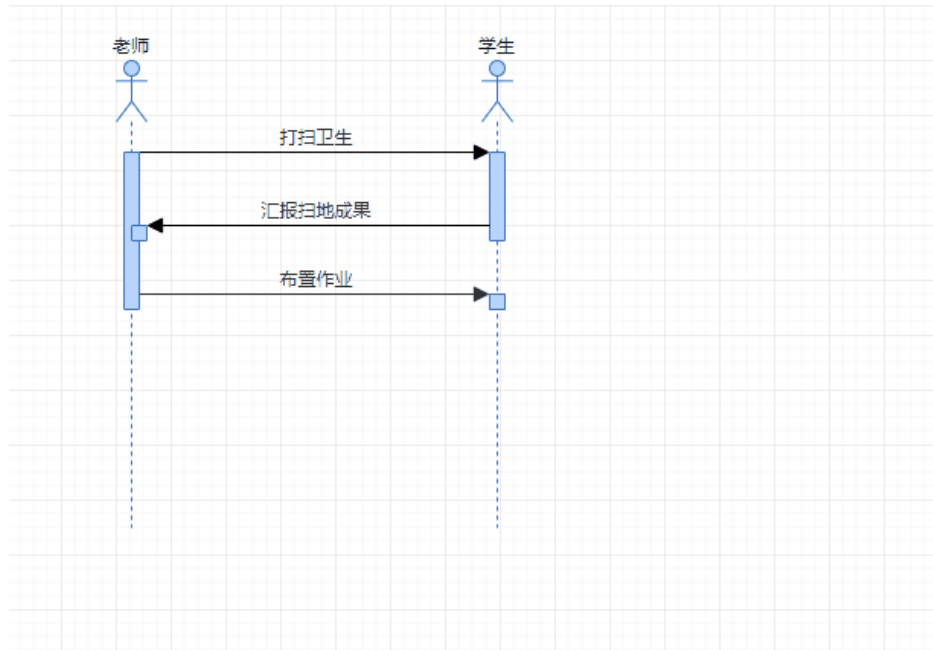 老师
学生
打扫卫生
汇报扫地成果
布置作业